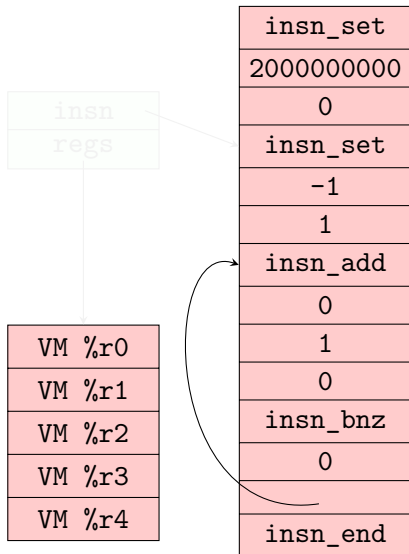 insn
regs
VM %r0
VM %r1
VM %r2
VM %r3
VM %r4
insn_set
2000000000
0
insn_set
-1
1
insn_add
0
1
0
insn_bnz
0
insn_end